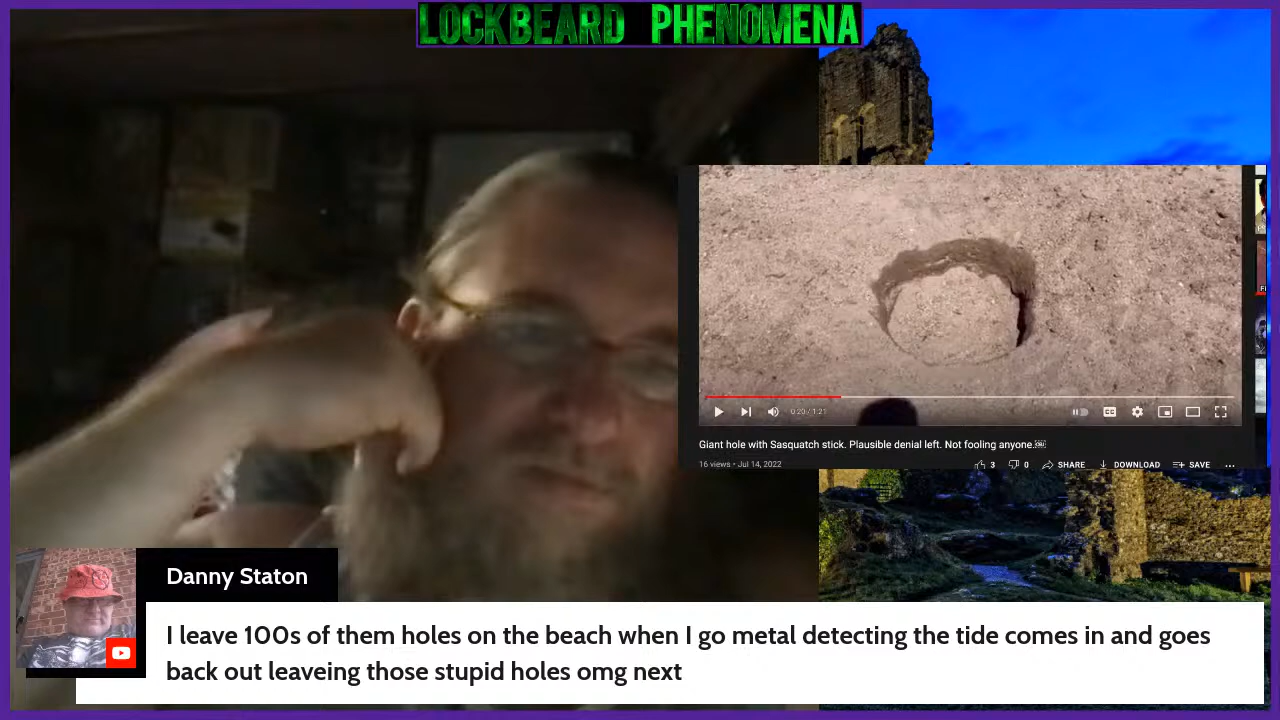 LOCKBEARD PHENOMENA
0:20 / 1:21
CC
Giant hole with Sasquatch stick. Plausible denial left. Not fooling anyone.
16 views • Jul 14, 2022
3
0
SHARE
DOWNLOAD
SAVE
Danny Staton
I leave 100s of them holes on the beach when I go metal detecting the tide comes in and goes
back out leaveing those stupid holes omg next